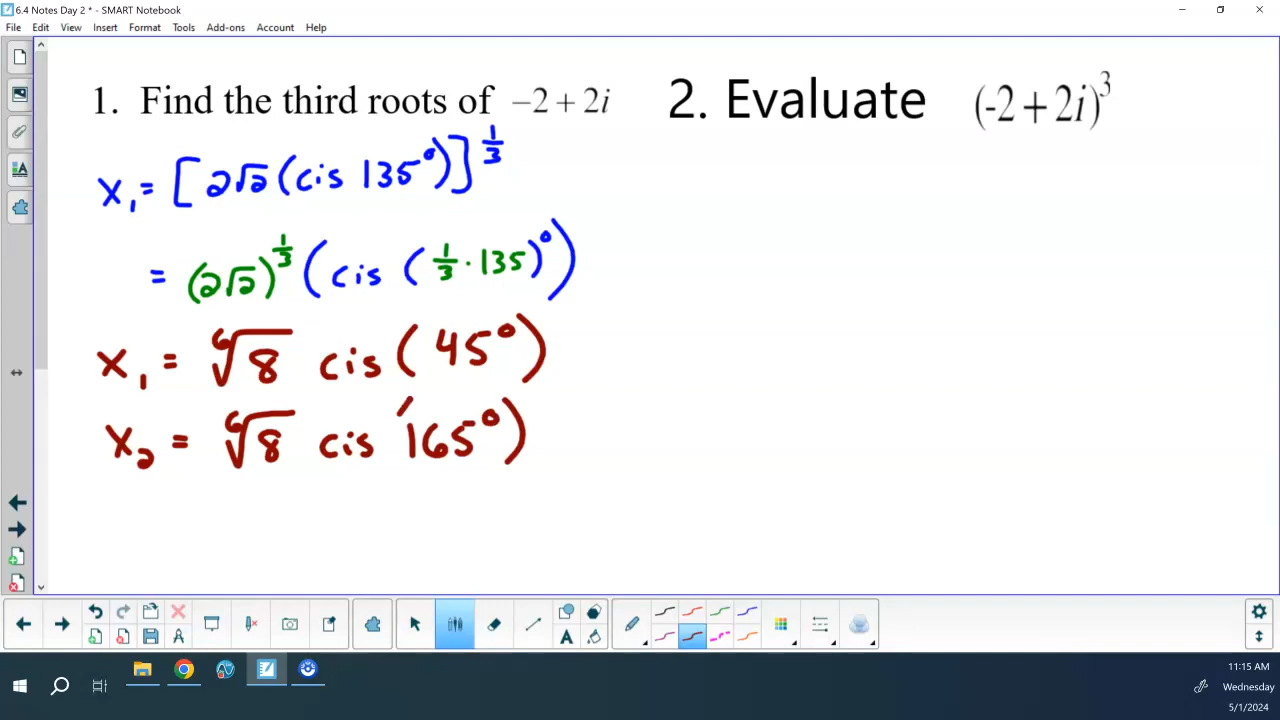 6.4 Notes Day 2 * - SMART Notebook
File Edit View Insert Format Tools Add-ons Account Help
1. Find the third roots of −2 + 2i
2. Evaluate (-2 + 2i)³
x₁ = [2√2 (cis 135°)]^(1/3)
= (2√2)^(1/3) (cis (1/3 · 135)°)
x₁ = ⁶√8 cis (45°)
x₂ = ⁶√8 cis (165°)
11:15 AM
Wednesday
5/1/2024